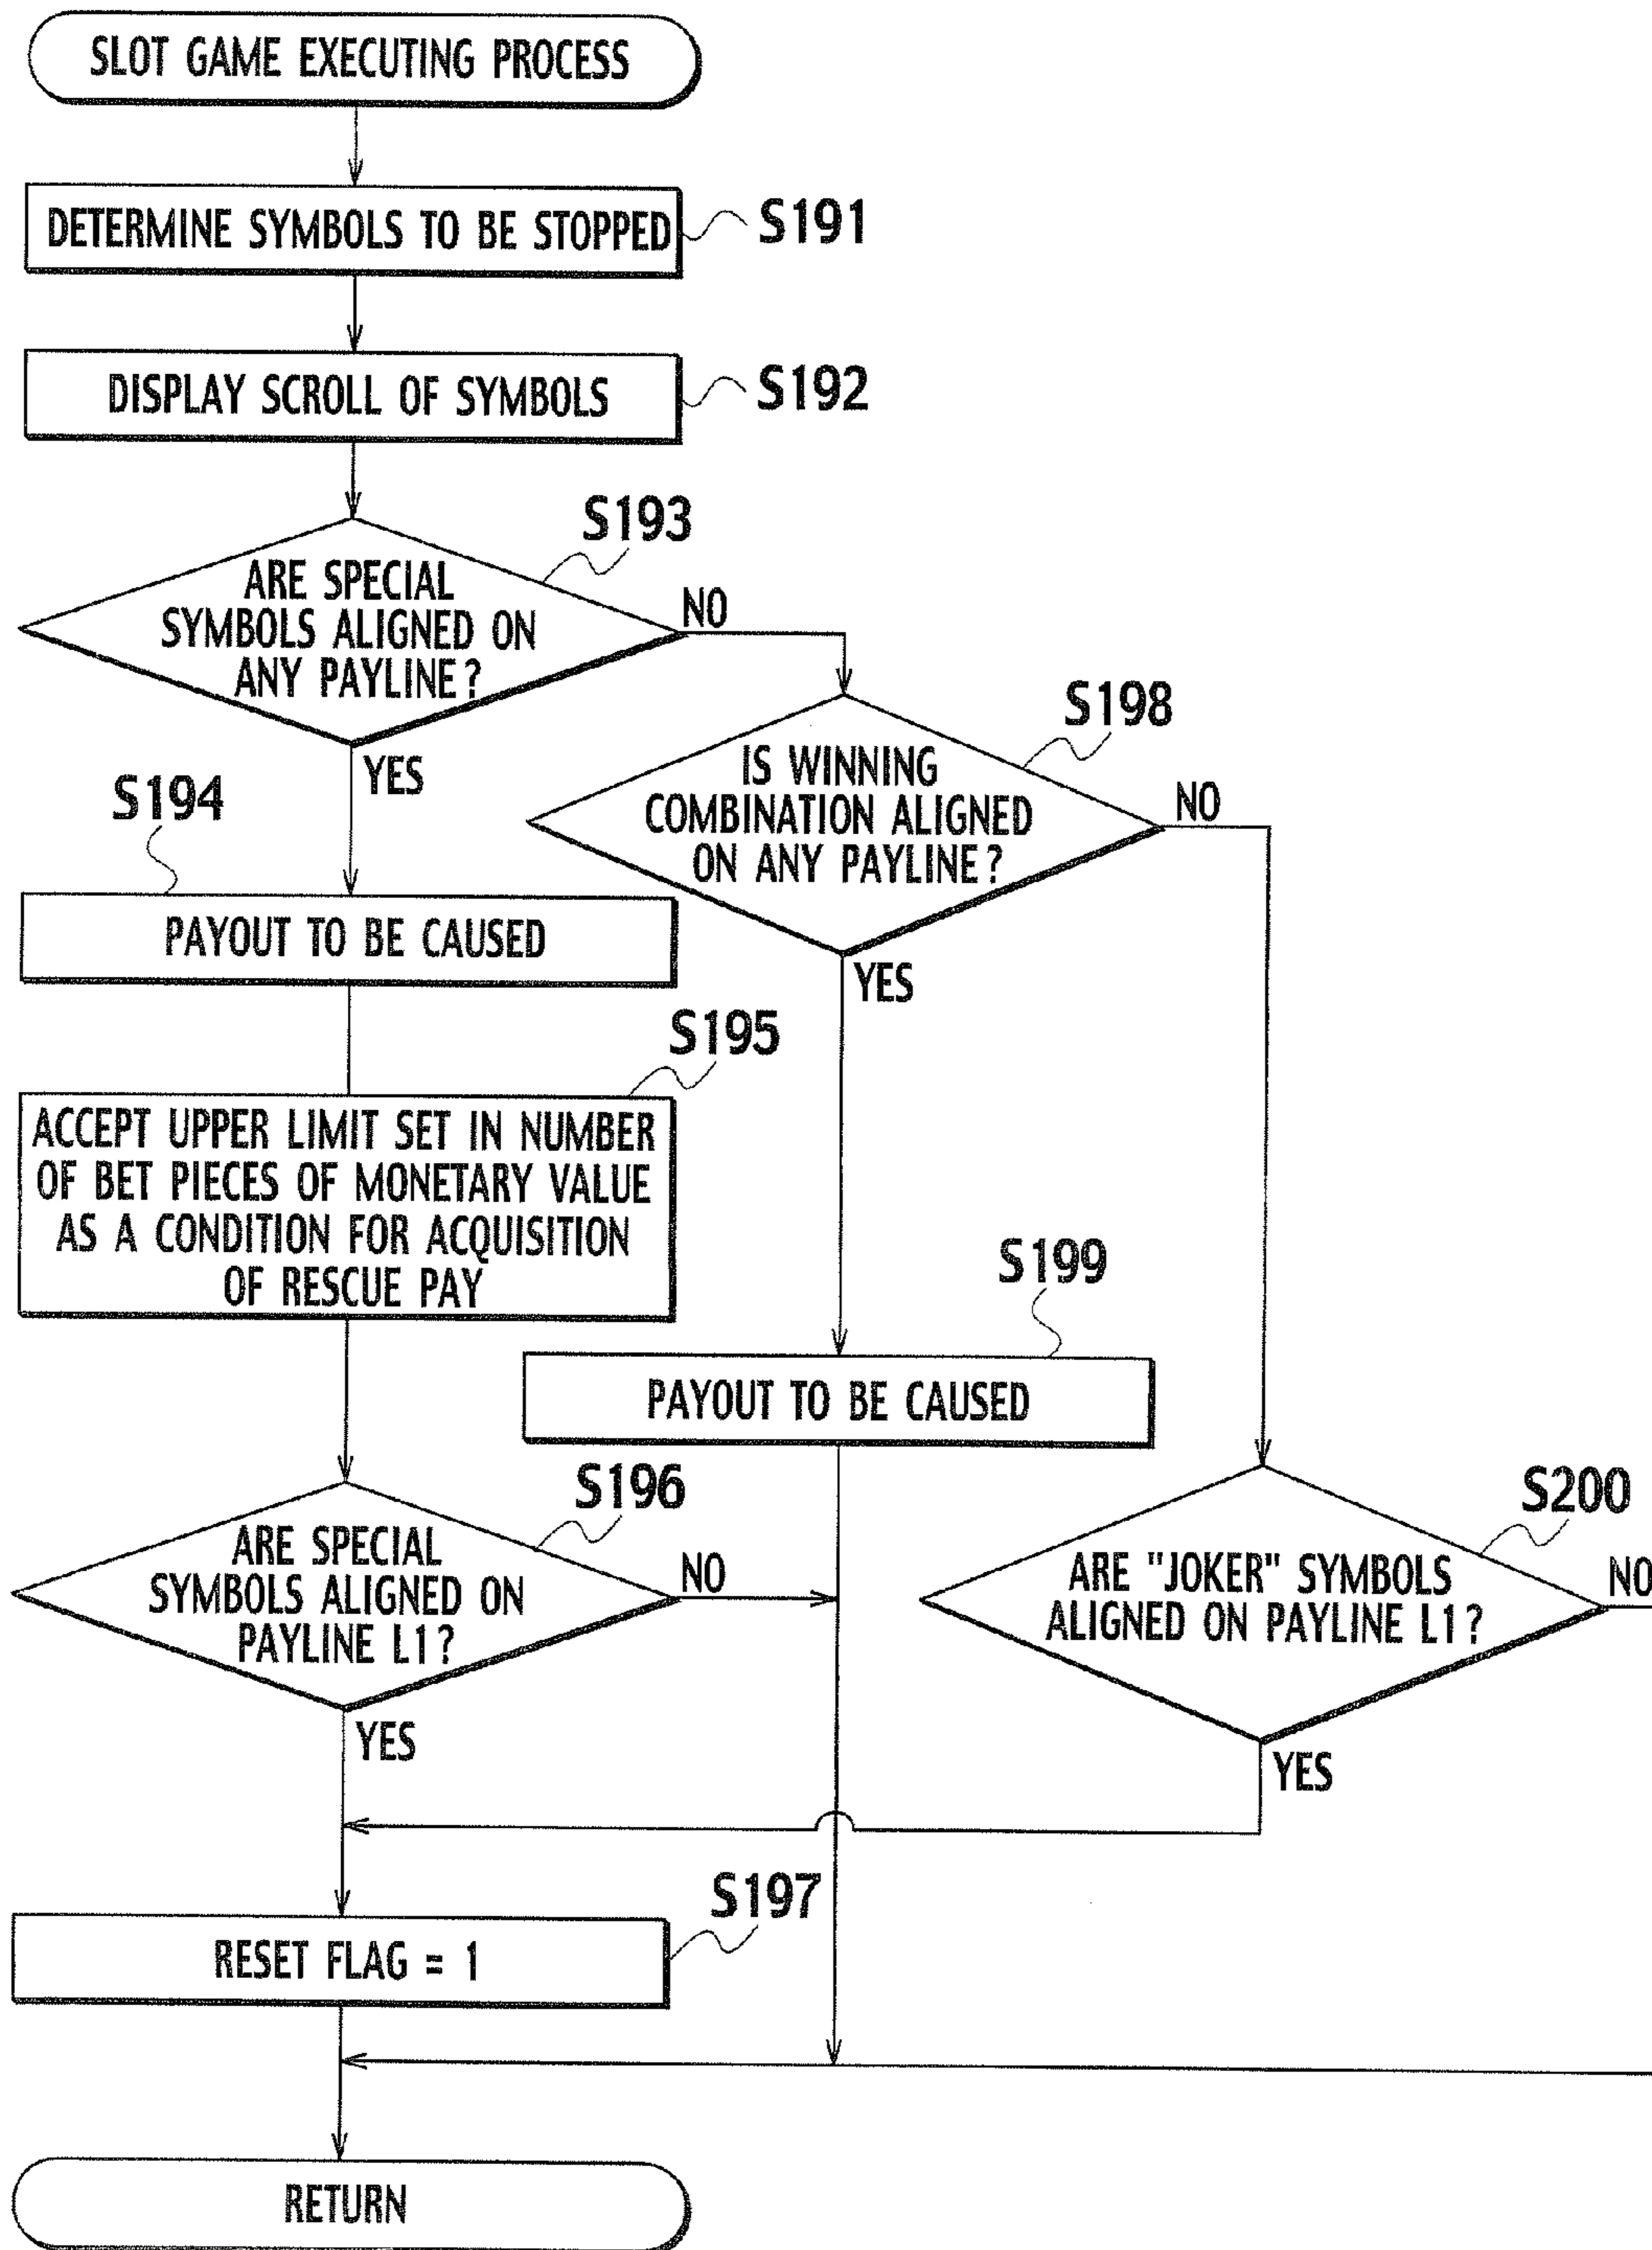 SLOT GAME EXECUTING PROCESS
DETERMINE SYMBOLS TO BE STOPPED
S191
DISPLAY SCROLL OF SYMBOLS
S192
S193
ARE SPECIAL
SYMBOLS ALIGNED ON
ANY PAYLINE?
NO
YES
S198
IS WINNING
COMBINATION ALIGNED
ON ANY PAYLINE?
NO
YES
S194
PAYOUT TO BE CAUSED
S195
ACCEPT UPPER LIMIT SET IN NUMBER
OF BET PIECES OF MONETARY VALUE
AS A CONDITION FOR ACQUISITION
OF RESCUE PAY
S199
PAYOUT TO BE CAUSED
S196
ARE SPECIAL
SYMBOLS ALIGNED ON
PAYLINE L1?
NO
YES
S200
ARE "JOKER" SYMBOLS
ALIGNED ON PAYLINE L1?
NO
YES
S197
RESET FLAG = 1
RETURN